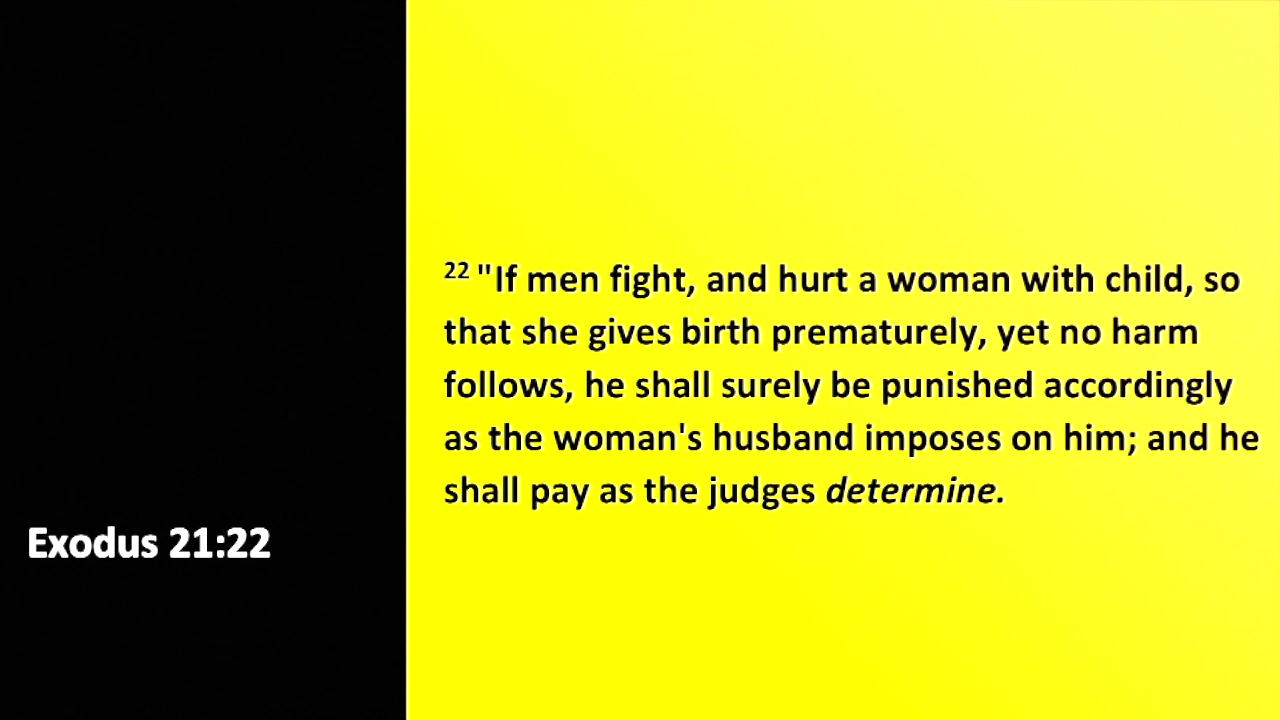 22 "If men fight, and hurt a woman with child, so
that she gives birth prematurely, yet no harm
follows, he shall surely be punished accordingly
as the woman's husband imposes on him; and he
shall pay as the judges determine.
Exodus 21:22